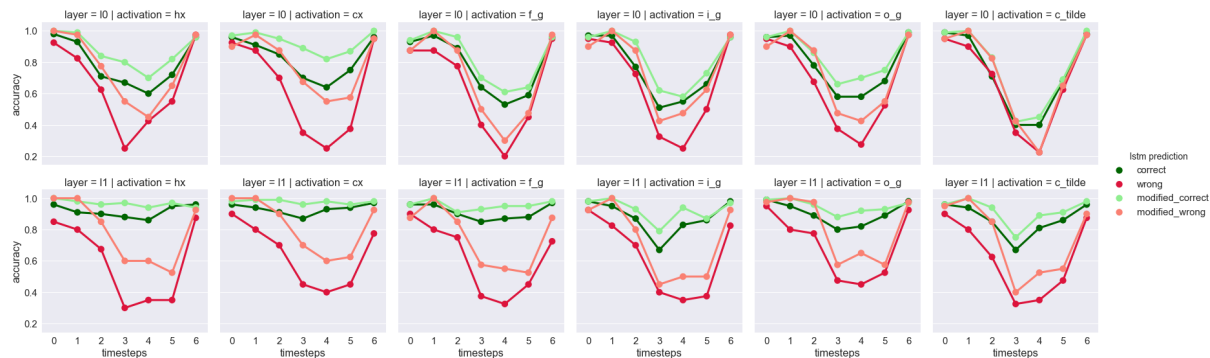 layer = l0 | activation = hx
layer = l0 | activation = cx
layer = l0 | activation = f_g
layer = l0 | activation = i_g
layer = l0 | activation = o_g
layer = l0 | activation = c_tilde
1.0
0.8
0.6
0.4
0.2
accuracy
layer = l1 | activation = hx
layer = l1 | activation = cx
layer = l1 | activation = f_g
layer = l1 | activation = i_g
layer = l1 | activation = o_g
layer = l1 | activation = c_tilde
1.0
0.8
0.6
0.4
0.2
accuracy
0 1 2 3 4 5 6
0 1 2 3 4 5 6
0 1 2 3 4 5 6
0 1 2 3 4 5 6
0 1 2 3 4 5 6
0 1 2 3 4 5 6
timesteps
timesteps
timesteps
timesteps
timesteps
timesteps
lstm prediction
correct
wrong
modified_correct
modified_wrong